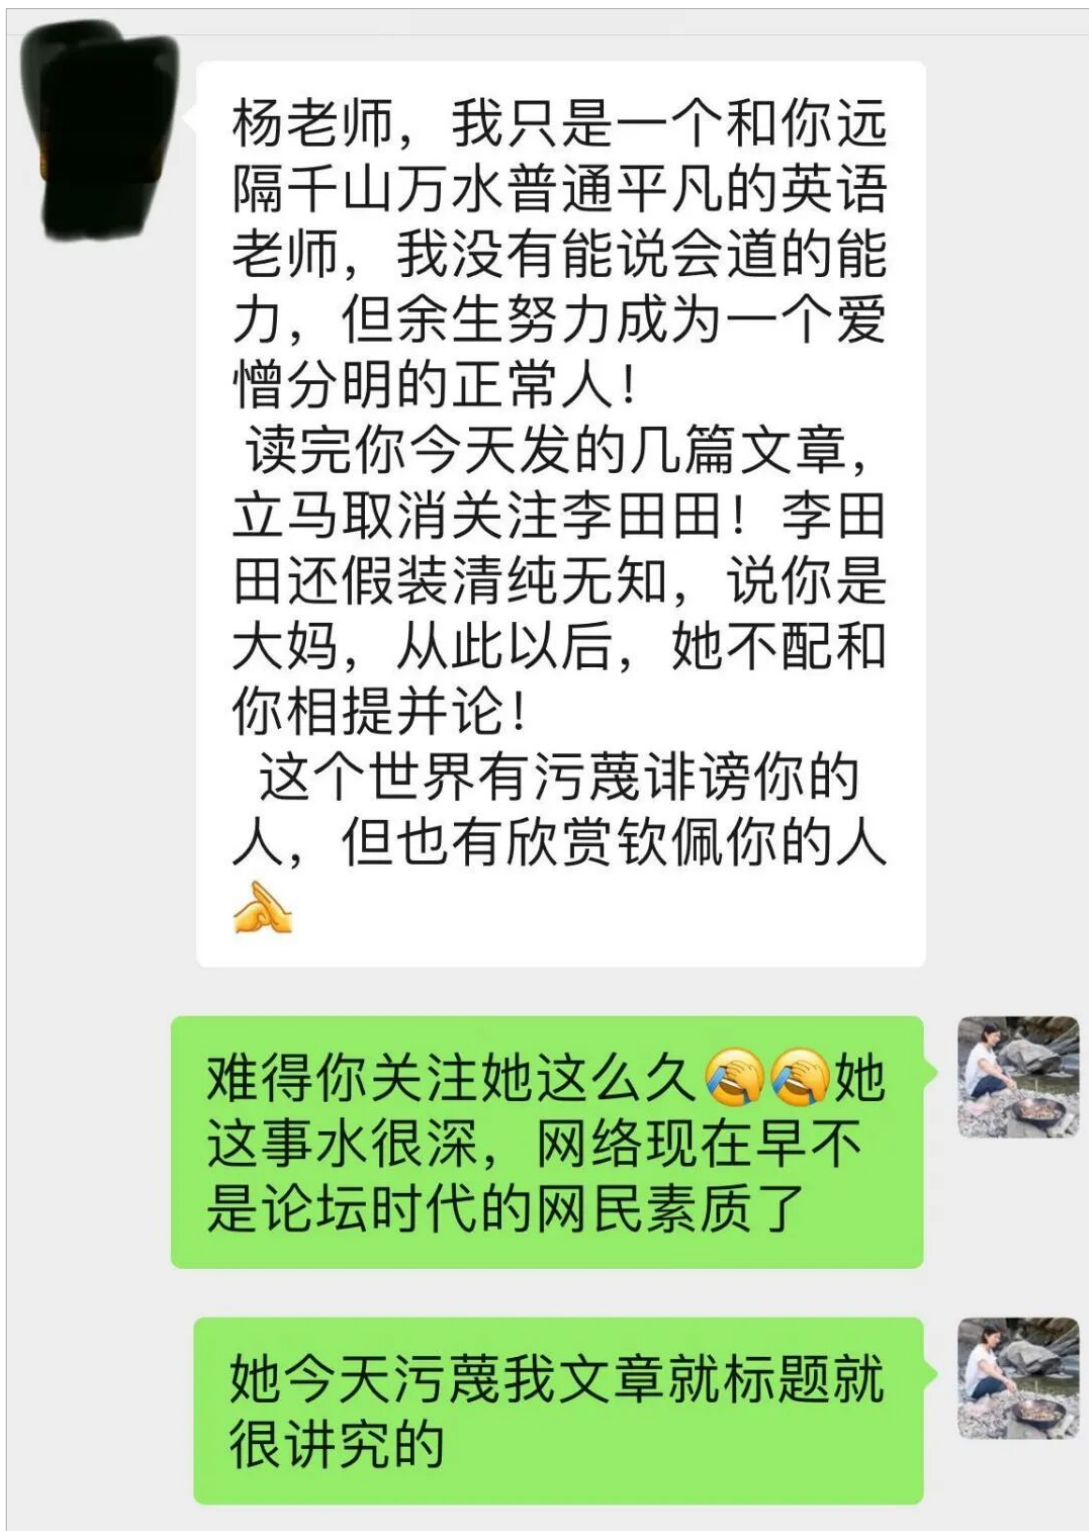 杨老师，我只是一个和你远
隔千山万水普通平凡的英语
老师，我没有能说会道的能
力，但余生努力成为一个爱
憎分明的正常人！
读完你今天发的几篇文章，
立马取消关注李田田！李田
田还假装清纯无知，说你是
大妈，从此以后，她不配和
你相提并论！
这个世界有污蔑诽谤你的
人，但也有欣赏钦佩你的人
难得你关注她这么久🤣🤣她
这事水很深，网络现在早不
是论坛时代的网民素质了
她今天污蔑我文章就标题就
很讲究的